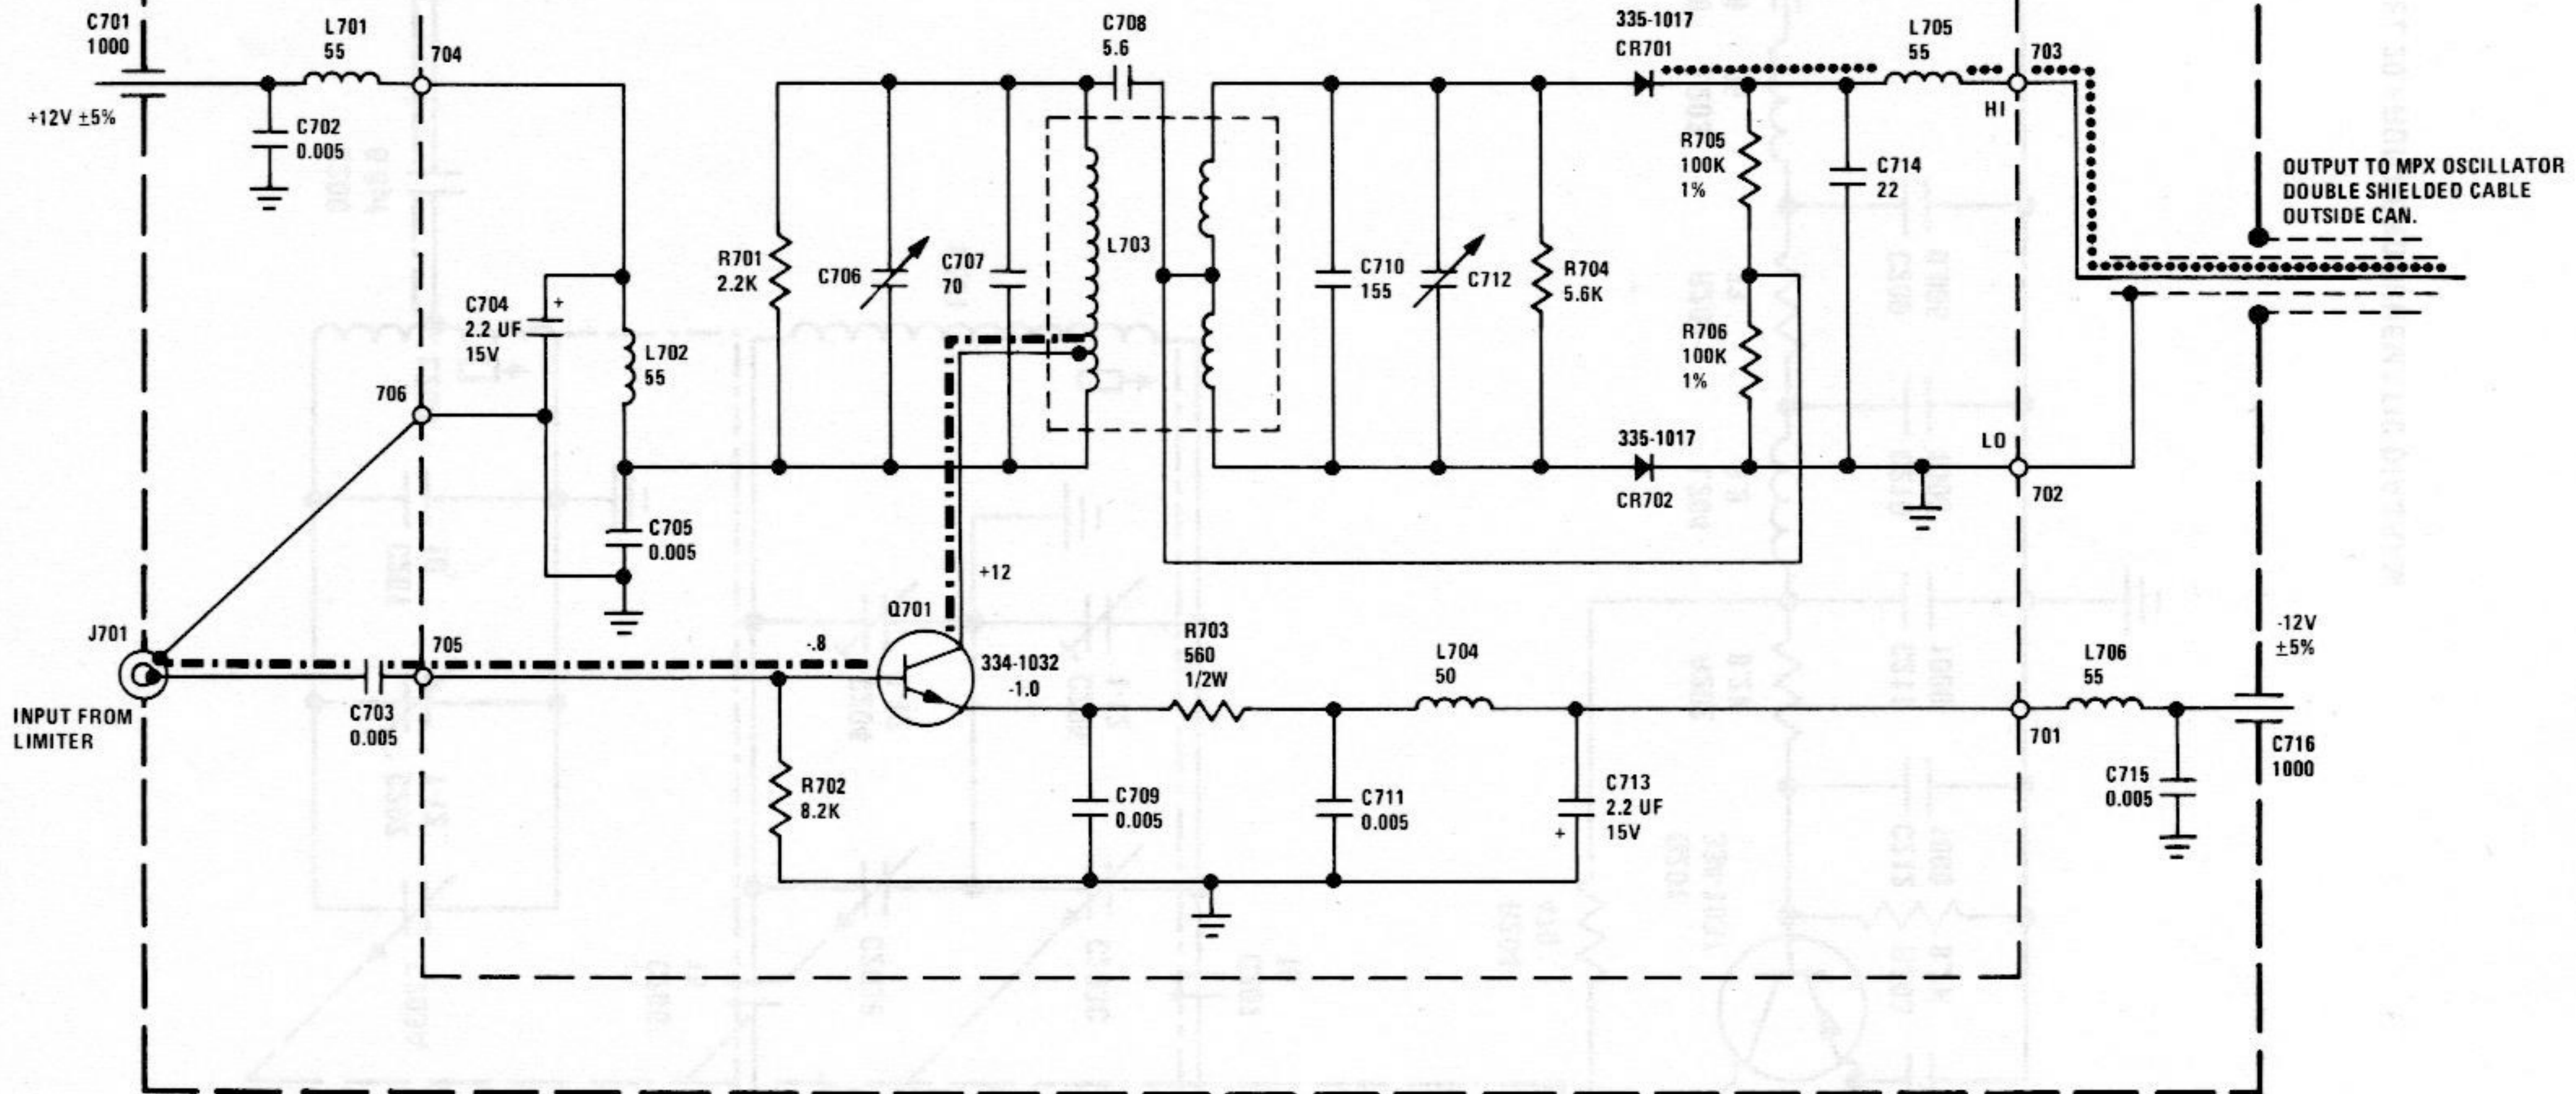 C701
1000
L701
55
704
+12V ±5%
C702
0.005
C708
5.6
335-1017
CR701
L705
55
703
HI
OUTPUT TO MPX OSCILLATOR
DOUBLE SHIELDED CABLE
OUTSIDE CAN.
R701
2.2K
C706
C707
70
L703
C710
155
C712
R704
5.6K
R705
100K
1%
C714
22
C704
2.2 UF
15V
+
L702
55
706
R706
100K
1%
335-1017
CR702
LO
702
C705
0.005
+12
Q701
J701
705
-.8
334-1032
-1.0
R703
560
1/2W
L704
50
L706
55
-12V
±5%
INPUT FROM
LIMITER
C703
0.005
701
C716
1000
R702
8.2K
C709
0.005
C711
0.005
C713
2.2 UF
15V
+
C715
0.005